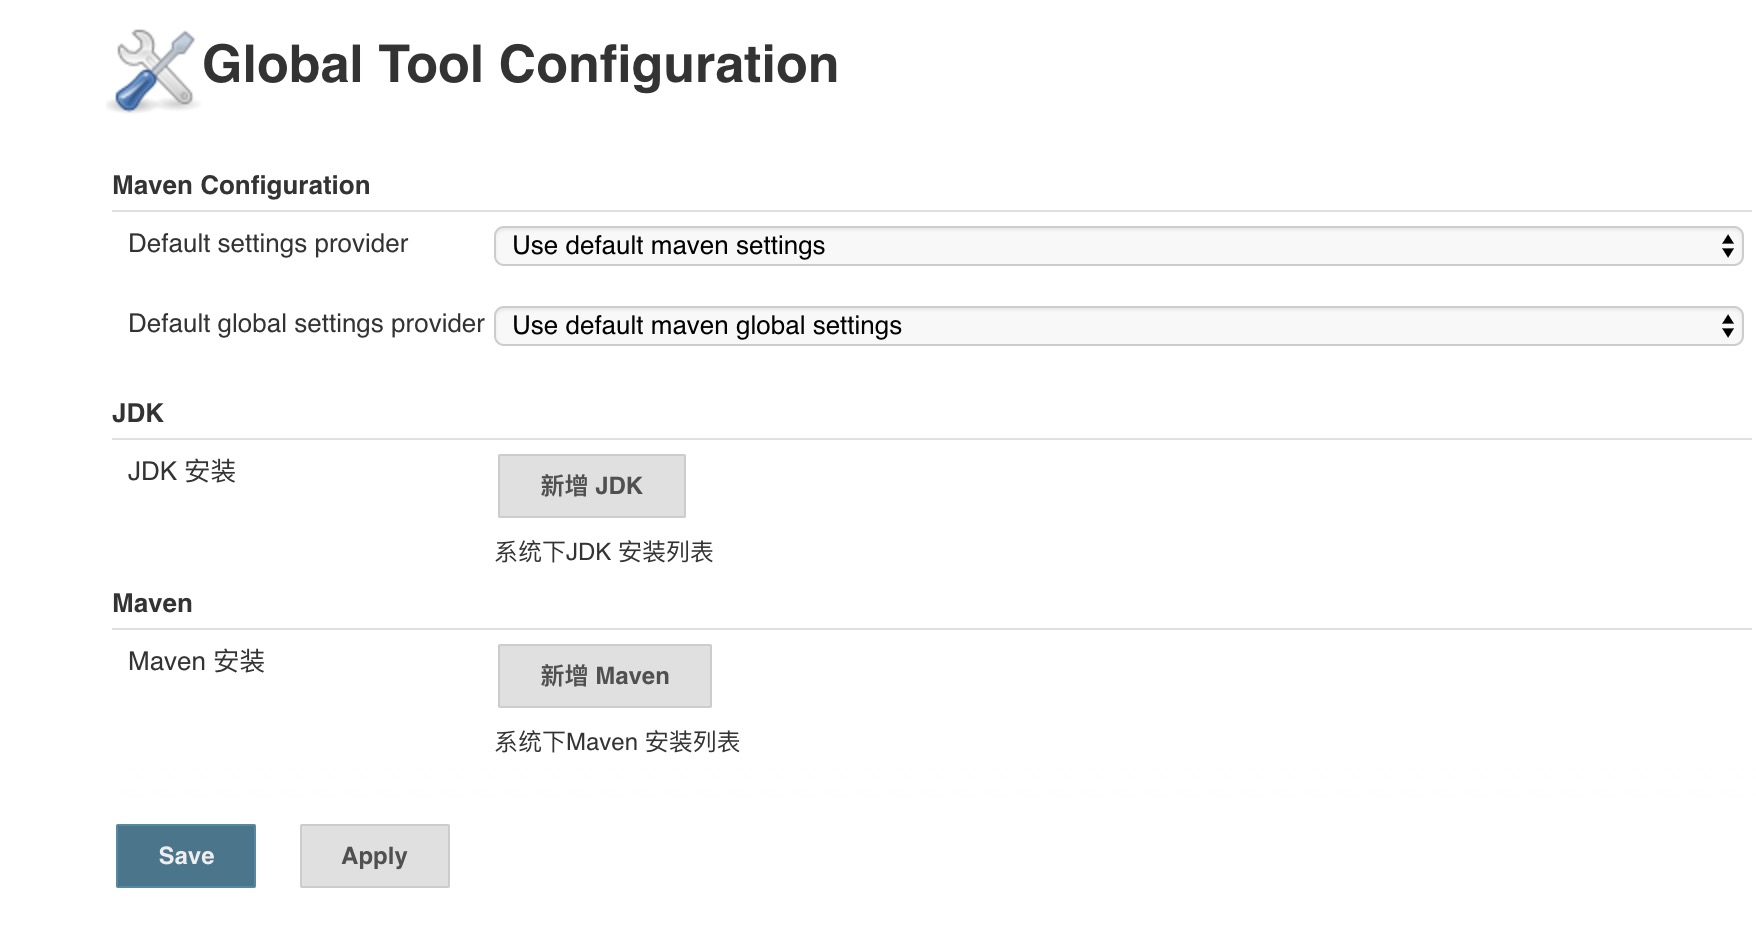 Global Tool Configuration
Maven Configuration
Default settings provider
Use default maven settings
Default global settings provider
Use default maven global settings
JDK
JDK 安装
新增 JDK
系统下JDK 安装列表
Maven
Maven 安装
新增 Maven
系统下Maven 安装列表
Save
Apply